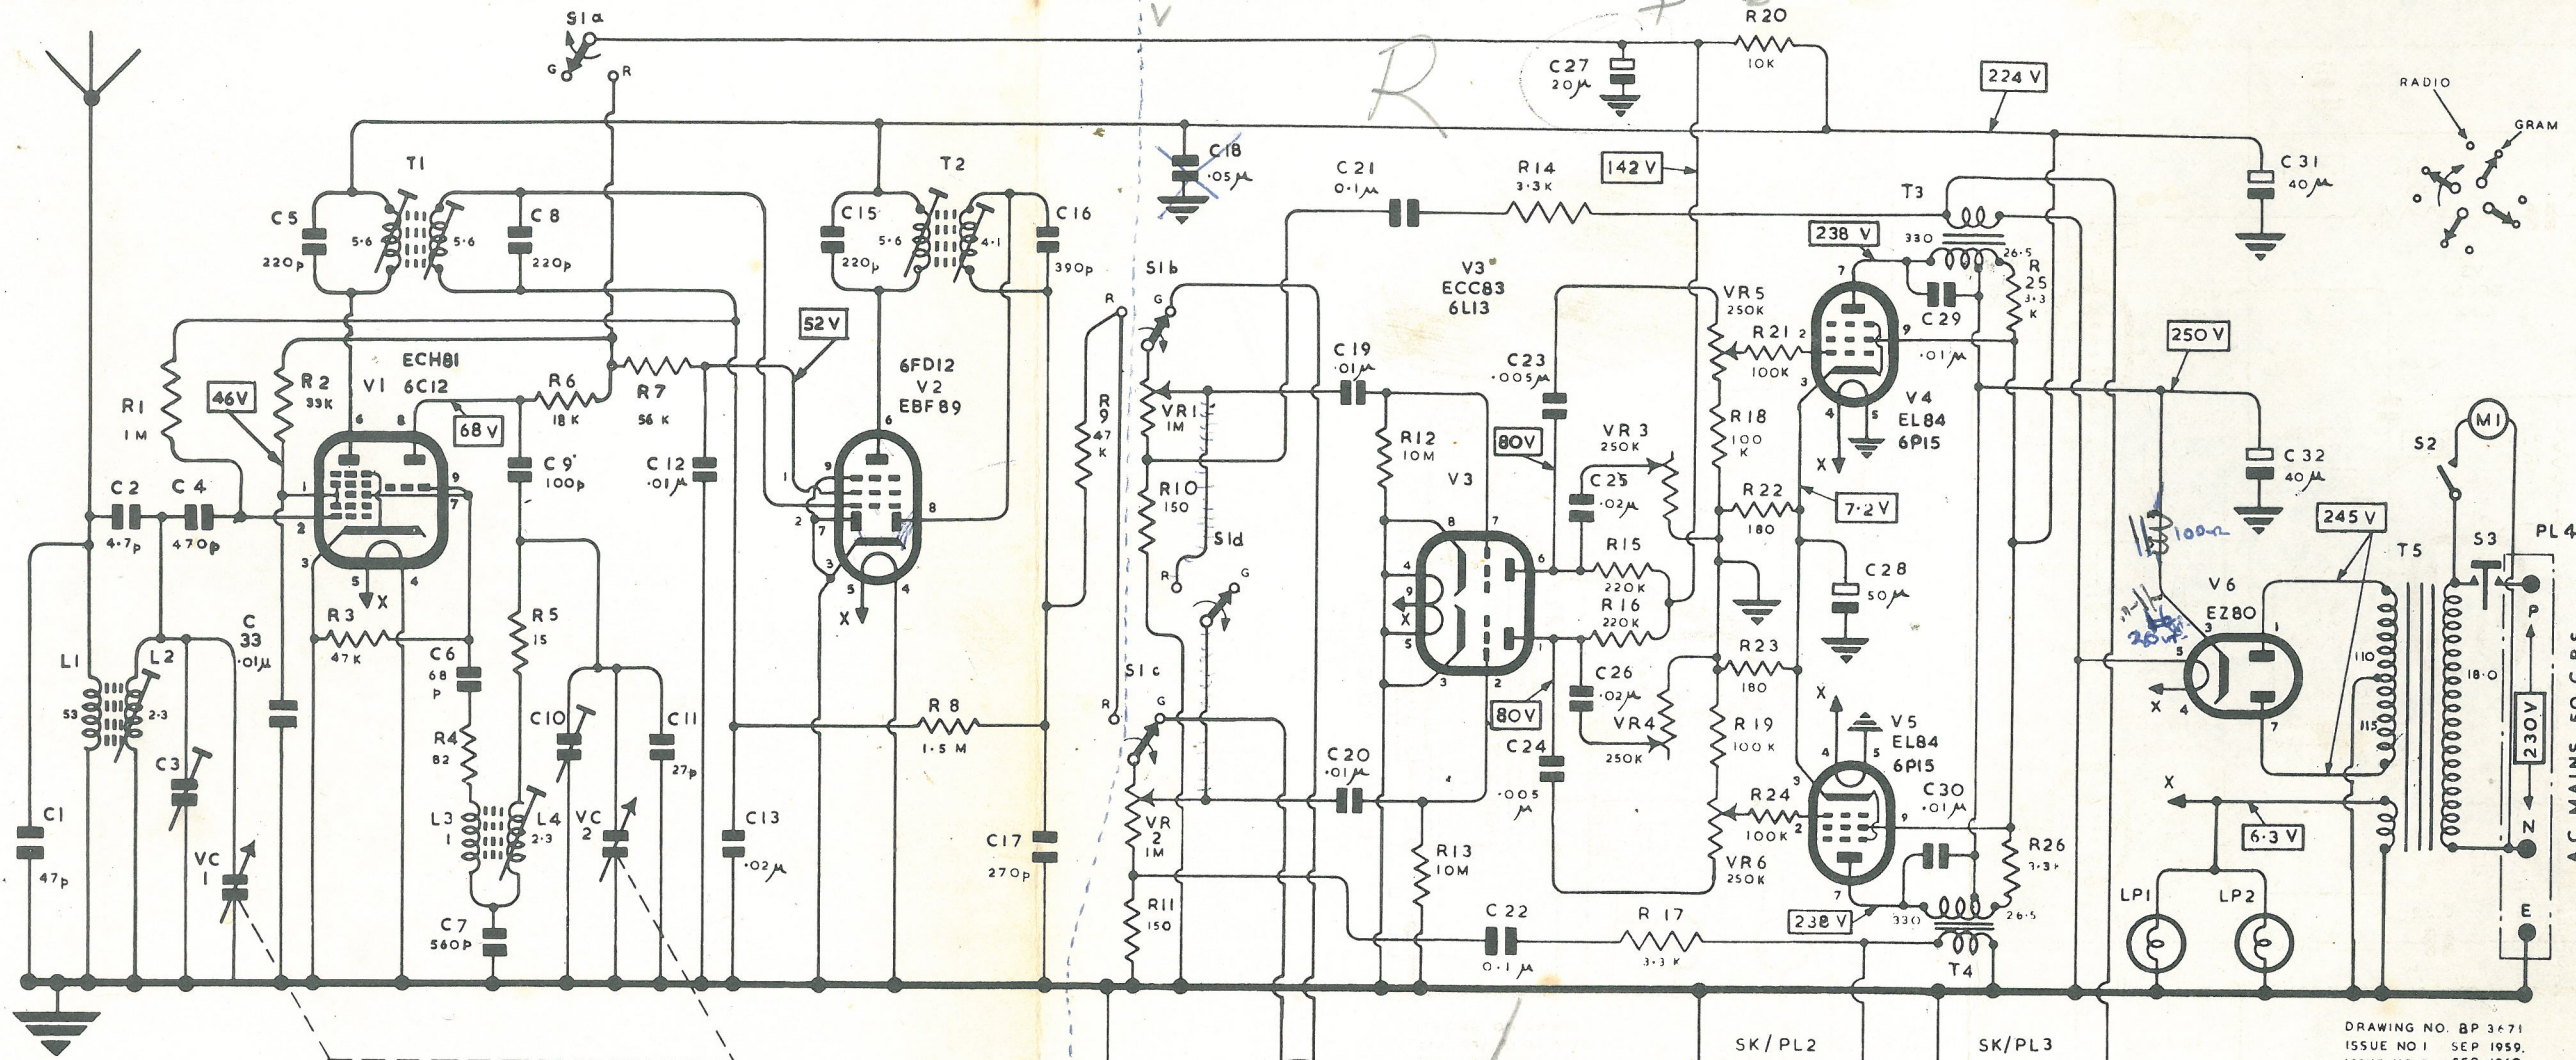 S1a
G
R
R20
10K
C27
20μ
224 V
RADIO
GRAM
R
T1
C5
220p
5·6
5·6
C8
220p
T2
C15
220p
5·6
4·1
C16
390p
C18
·05μ
C21
0·1μ
R14
3·3K
142 V
T3
330
26·5
238 V
C31
40μ
S1b
R
G
V3
ECC83
6L13
R1
1M
46V
R2
33K
ECH81
V1 6C12
68V
R6
18K
R7
56K
52V
6FD12
V2
EBF89
R9
47
K
VR1
1M
C19
·01μ
C23
·005μ
VR5
250K
R21
100K
C29
·01μ
R
25
3·3
K
V4
EL84
6P15
250V
C32
40μ
S2
M1
C2
4·7p
C4
470p
C9
100p
C12
·01μ
R10
150
R12
10M
V3
80V
VR3
250K
R18
100
K
C25
·02μ
R22
180
7·2V
100Ω
245 V
T5
S3
PL4
S1d
R
G
R15
220K
R16
220K
C28
50μ
V6
EZ80
L1
53
L2
2·3
C
33
·01μ
R3
47K
C6
68
P
R5
15
R8
1·5 M
S1c
R
G
C26
·02μ
VR4
250K
80V
R23
180
R19
100K
V5
EL84
6P15
110
115
18·0
P
230V
N
E
C3
VC
1
R4
82
C10
C11
27p
VC
2
C20
·01μ
C24
·005
μ
R24
100K
VR6
250K
C30
·01μ
R26
X
6·3V
C1
47p
L3
1
L4
2·3
C7
560P
C13
·02μ
C17
270p
VR
2
1M
R11
150
R13
10M
C22
0·1μ
R17
3·3K
238 V
330
26·5
T4
LP1
LP2
SK/PL2
SK/PL3
DRAWING NO. BP 3671
ISSUE NO 1 SEP 1959.